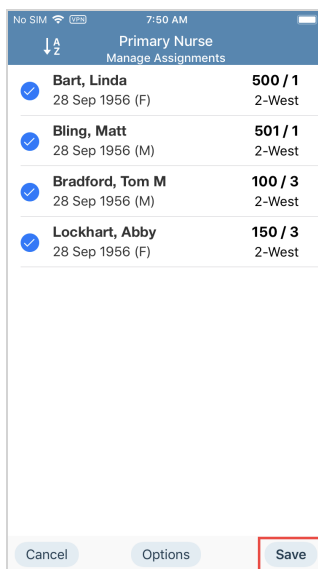 No SIM VPN 7:50 AM
A Z Primary Nurse
Manage Assignments
Bart, Linda 500 / 1
28 Sep 1956 (F) 2-West
Bling, Matt 501 / 1
28 Sep 1956 (M) 2-West
Bradford, Tom M 100 / 3
28 Sep 1956 (M) 2-West
Lockhart, Abby 150 / 3
28 Sep 1956 (F) 2-West
Cancel Options Save